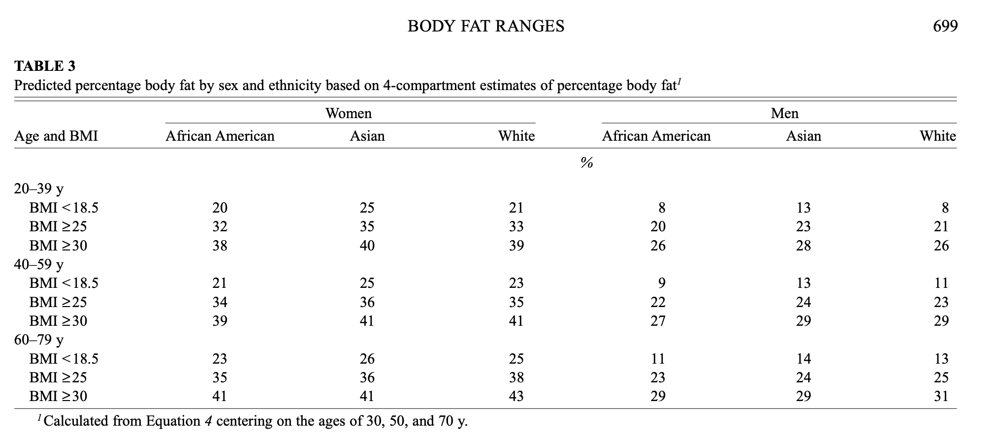 BODY FAT RANGES 699
TABLE 3
Predicted percentage body fat by sex and ethnicity based on 4-compartment estimates of percentage body fat1
Women Men
Age and BMI African American Asian White African American Asian White
%
20–39 y
BMI <18.5 20 25 21 8 13 8
BMI ≥25 32 35 33 20 23 21
BMI ≥30 38 40 39 26 28 26
40–59 y
BMI <18.5 21 25 23 9 13 11
BMI ≥25 34 36 35 22 24 23
BMI ≥30 39 41 41 27 29 29
60–79 y
BMI <18.5 23 26 25 11 14 13
BMI ≥25 35 36 38 23 24 25
BMI ≥30 41 41 43 29 29 31
1 Calculated from Equation 4 centering on the ages of 30, 50, and 70 y.